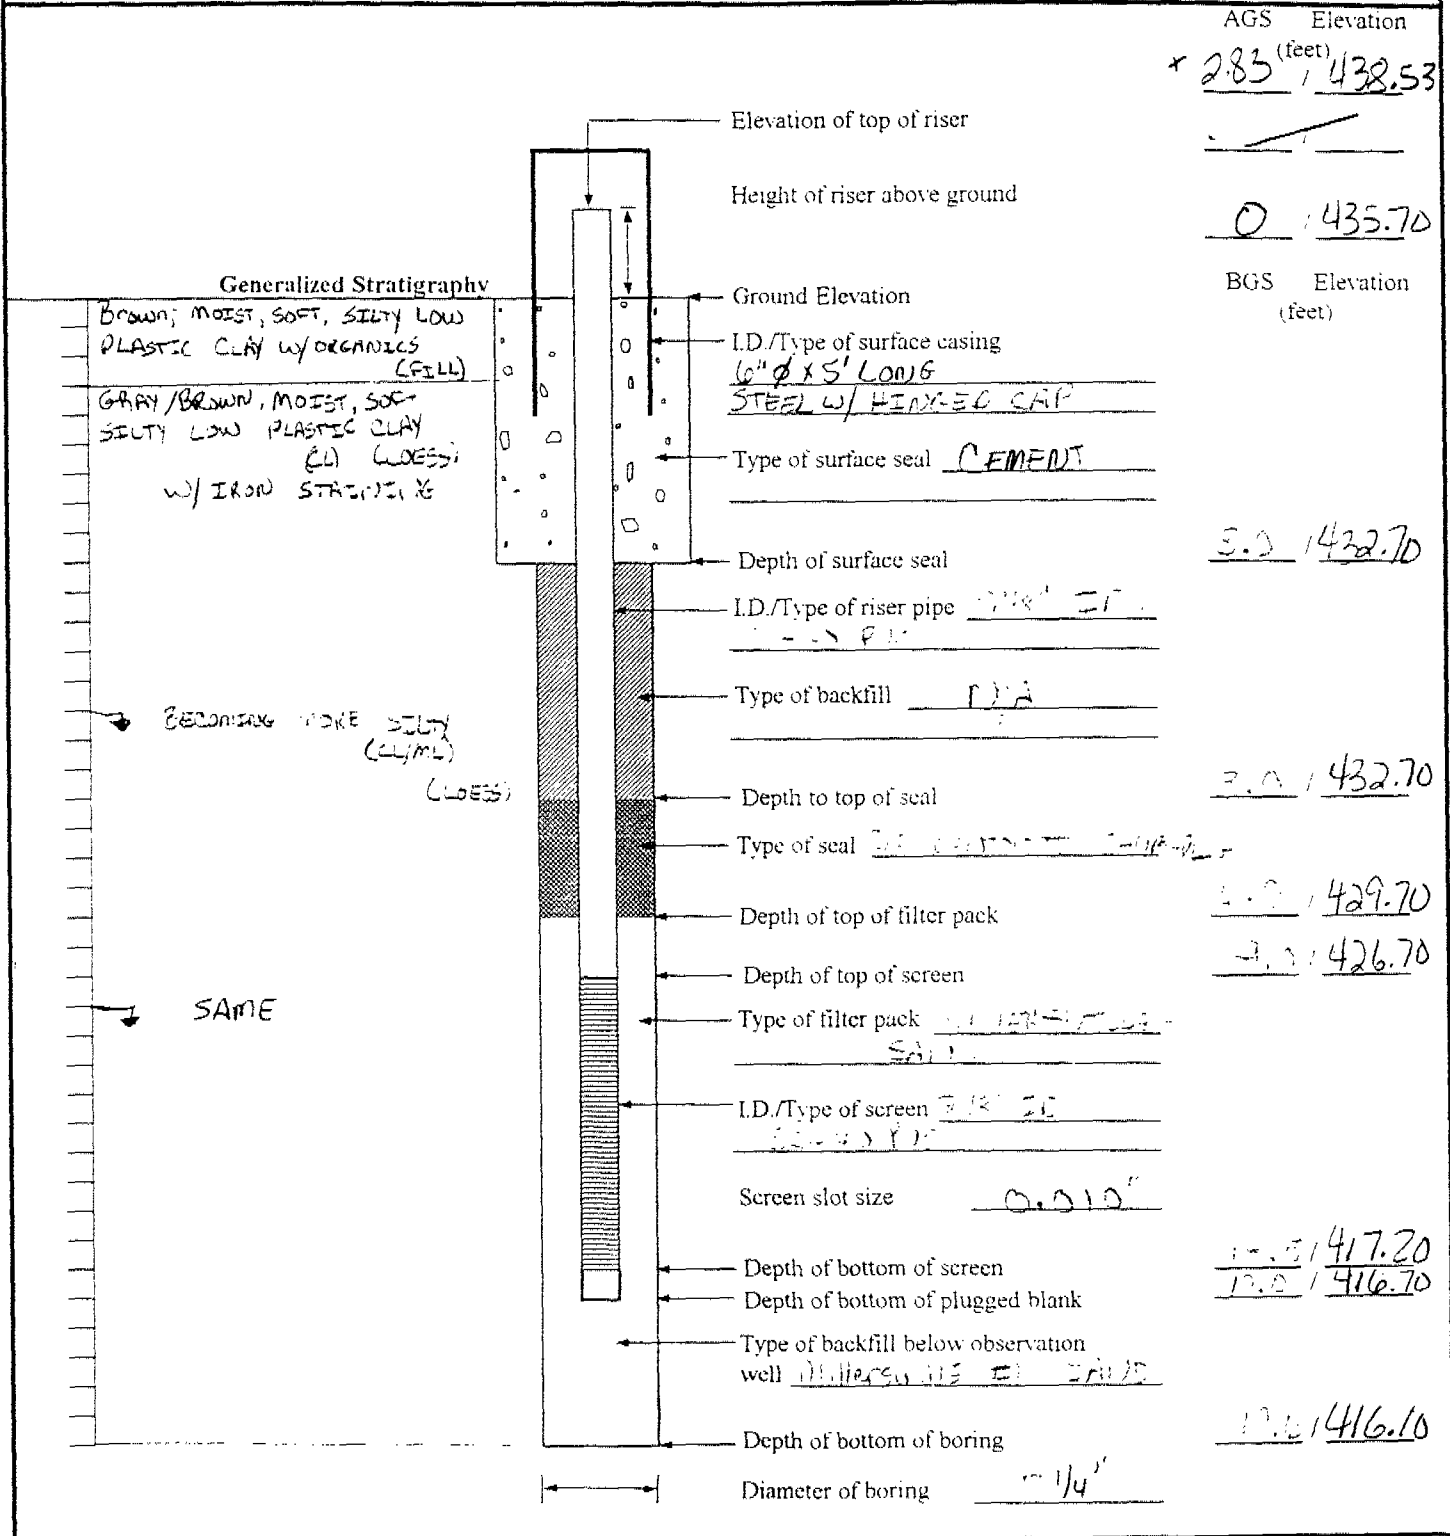 AGS Elevation
(feet)
+ 2.83 / 438.53
Elevation of top of riser
Height of riser above ground
0 / 435.70
Generalized Stratigraphy
BGS Elevation
(feet)
Ground Elevation
Brown, MOIST, SOFT, SILTY LOW
PLASTIC CLAY W/ORGANICS
(FILL)
I.D./Type of surface casing
6" Ø X 5' LONG
STEEL W/ HINGED CAP
GRAY/BROWN, MOIST, SOFT
SILTY LOW PLASTIC CLAY
(CL) (LOESS)
W/ IRON STAINING
Type of surface seal CEMENT
Depth of surface seal
3.0 / 432.70
I.D./Type of riser pipe
Type of backfill
BECOMING MORE SILTY
(CL/ML)
(LOESS)
Depth to top of seal
3.0 / 432.70
Type of seal
Depth of top of filter pack
/ 429.70
Depth of top of screen
/ 426.70
SAME
Type of filter pack
I.D./Type of screen
Screen slot size 0.010"
Depth of bottom of screen
/ 417.20
Depth of bottom of plugged blank
/ 416.70
Type of backfill below observation
well
Depth of bottom of boring
/ 416.10
Diameter of boring 1/4"